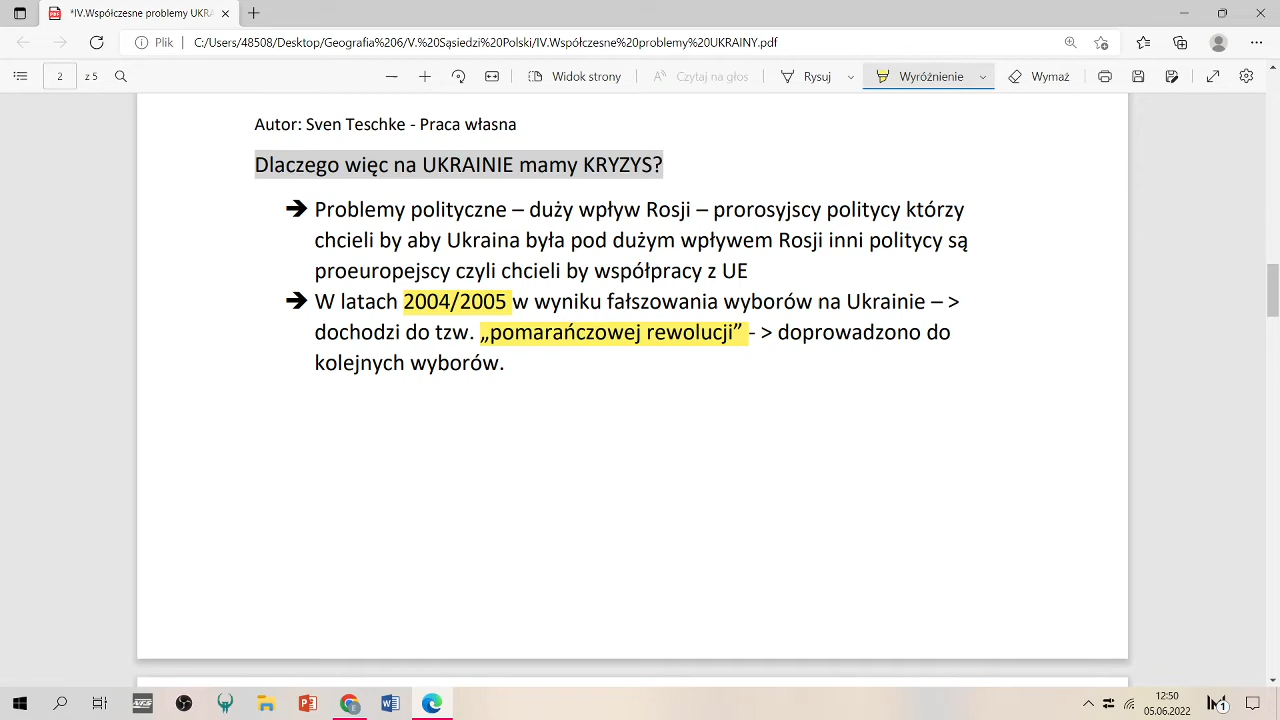 *IV.Współczesne problemy UKRA
Plik
C:/Users/48508/Desktop/Geografia%206/V.%20Sąsiedzi%20Polski/IV.Współczesne%20problemy%20UKRAINY.pdf
2 z 5
Widok strony
Czytaj na głos
Rysuj
Wyróżnienie
Wymaż
Autor: Sven Teschke - Praca własna
Dlaczego więc na UKRAINIE mamy KRYZYS?
➔ Problemy polityczne – duży wpływ Rosji – prorosyjscy politycy którzy
chcieli by aby Ukraina była pod dużym wpływem Rosji inni politycy są
proeuropejscy czyli chcieli by współpracy z UE
➔ W latach 2004/2005 w wyniku fałszowania wyborów na Ukrainie – >
dochodzi do tzw. „pomarańczowej rewolucji” - > doprowadzono do
kolejnych wyborów.
12:50
05.06.2022